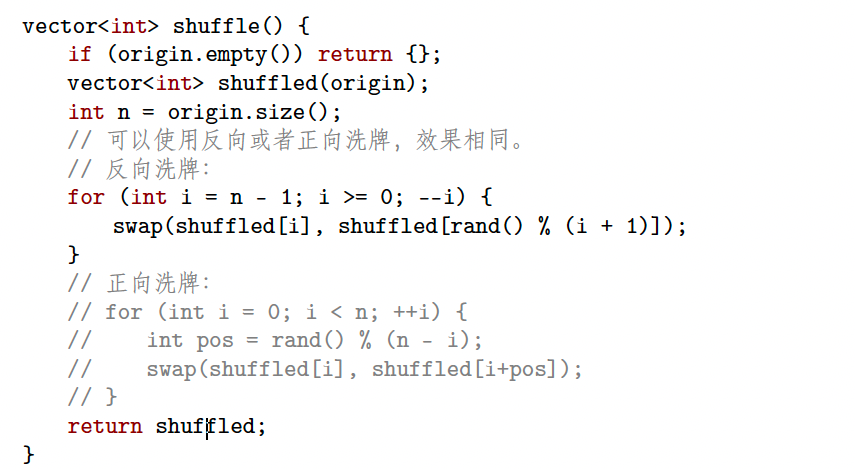 vector<int> shuffle() {
    if (origin.empty()) return {};
    vector<int> shuffled(origin);
    int n = origin.size();
    // 可以使用反向或者正向洗牌，效果相同。
    // 反向洗牌：
    for (int i = n - 1; i >= 0; --i) {
        swap(shuffled[i], shuffled[rand() % (i + 1)]);
    }
    // 正向洗牌：
    // for (int i = 0; i < n; ++i) {
    //     int pos = rand() % (n - i);
    //     swap(shuffled[i], shuffled[i+pos]);
    // }
    return shuffled;
}